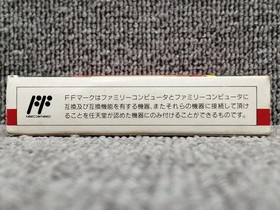 FFマークはファミリーコンピュータとファミリーコンピュータに
互換及び互換機能を有する機器、またそれらの機器に接続して頂け
ることを任天堂が認めた機器にのみ付けることができるものです。